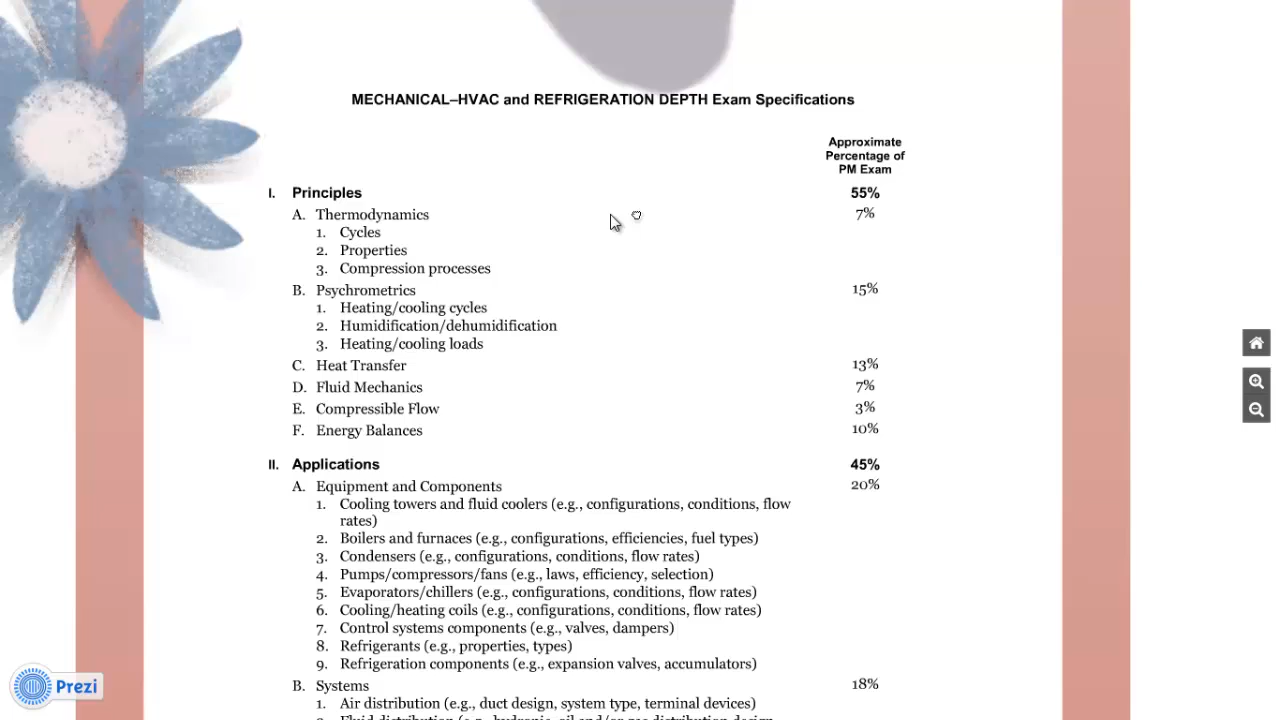 MECHANICAL–HVAC and REFRIGERATION DEPTH Exam Specifications
Approximate
Percentage of
PM Exam
I. Principles 55%
A. Thermodynamics 7%
1. Cycles
2. Properties
3. Compression processes
B. Psychrometrics 15%
1. Heating/cooling cycles
2. Humidification/dehumidification
3. Heating/cooling loads
C. Heat Transfer 13%
D. Fluid Mechanics 7%
E. Compressible Flow 3%
F. Energy Balances 10%
II. Applications 45%
A. Equipment and Components 20%
1. Cooling towers and fluid coolers (e.g., configurations, conditions, flow
rates)
2. Boilers and furnaces (e.g., configurations, efficiencies, fuel types)
3. Condensers (e.g., configurations, conditions, flow rates)
4. Pumps/compressors/fans (e.g., laws, efficiency, selection)
5. Evaporators/chillers (e.g., configurations, conditions, flow rates)
6. Cooling/heating coils (e.g., configurations, conditions, flow rates)
7. Control systems components (e.g., valves, dampers)
8. Refrigerants (e.g., properties, types)
9. Refrigeration components (e.g., expansion valves, accumulators)
B. Systems 18%
1. Air distribution (e.g., duct design, system type, terminal devices)
Prezi